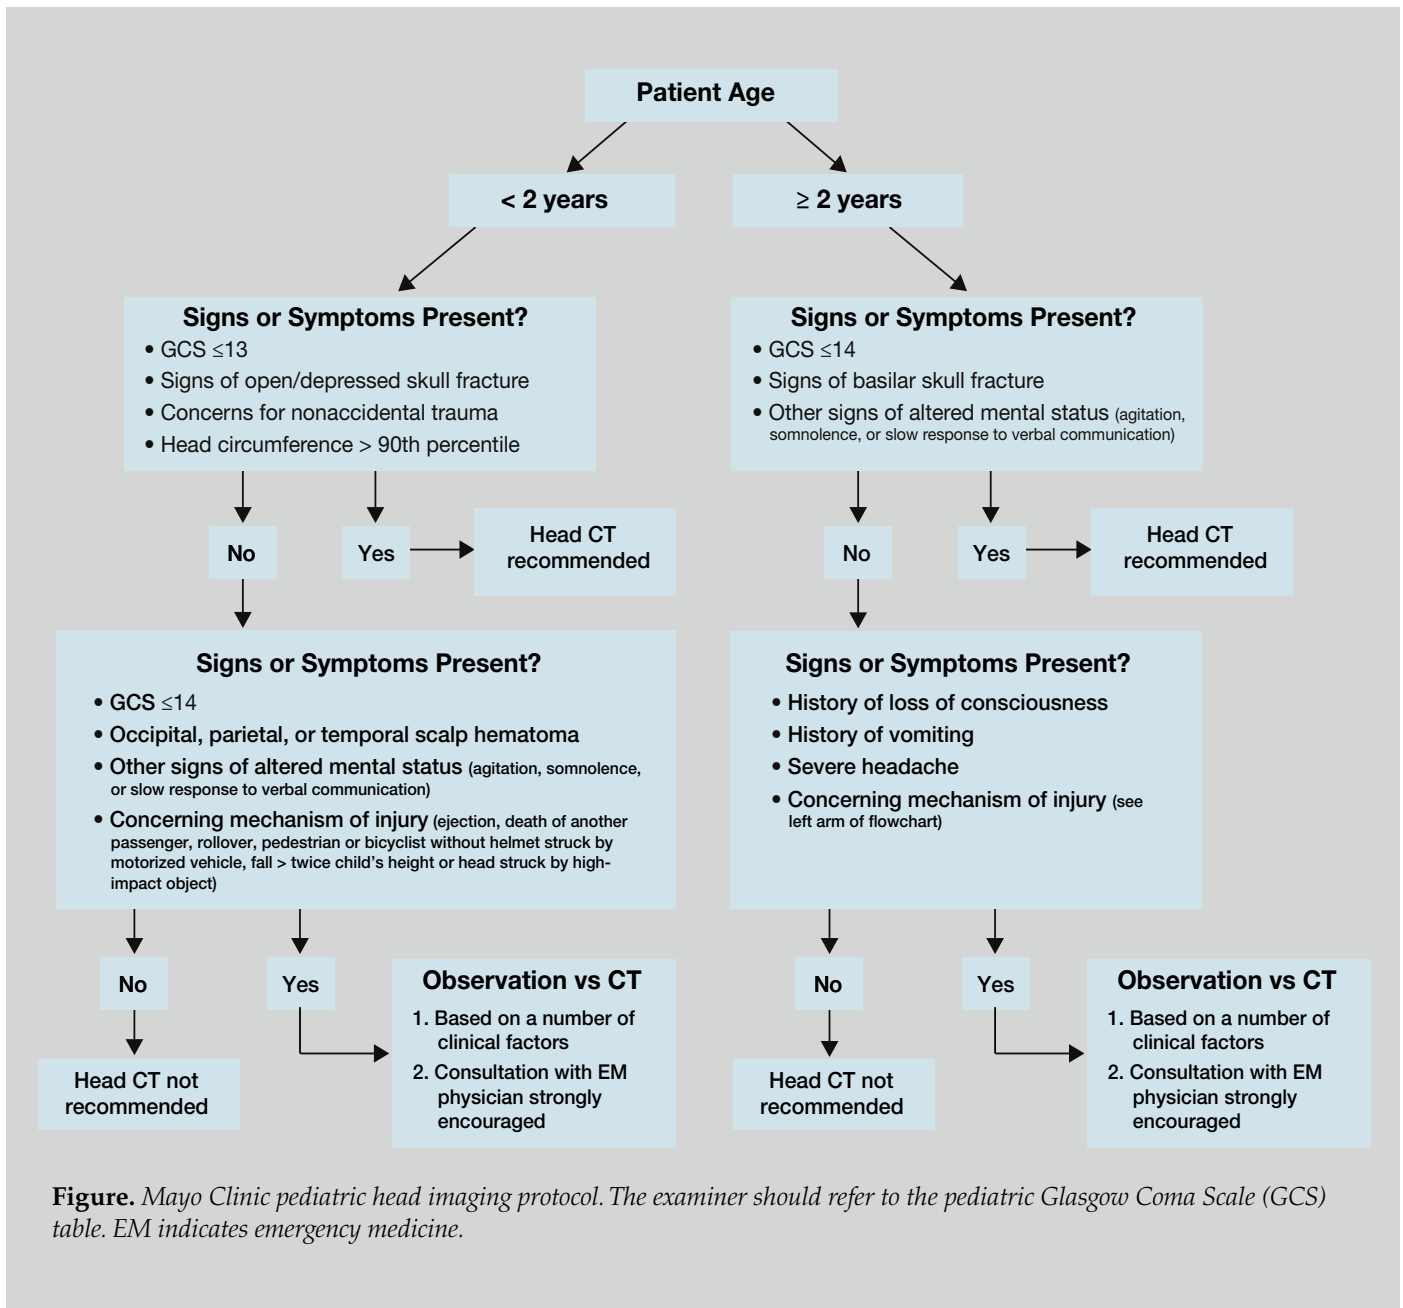 Patient Age
< 2 years
≥ 2 years
Signs or Symptoms Present?
• GCS ≤13
• Signs of open/depressed skull fracture
• Concerns for nonaccidental trauma
• Head circumference > 90th percentile
No
Yes
Head CT
recommended
Signs or Symptoms Present?
• GCS ≤14
• Occipital, parietal, or temporal scalp hematoma
• Other signs of altered mental status (agitation, somnolence,
or slow response to verbal communication)
• Concerning mechanism of injury (ejection, death of another
passenger, rollover, pedestrian or bicyclist without helmet struck by
motorized vehicle, fall > twice child's height or head struck by high-
impact object)
No
Yes
Head CT not
recommended
Observation vs CT
1. Based on a number of
clinical factors
2. Consultation with EM
physician strongly
encouraged
Signs or Symptoms Present?
• GCS ≤14
• Signs of basilar skull fracture
• Other signs of altered mental status (agitation,
somnolence, or slow response to verbal communication)
No
Yes
Head CT
recommended
Signs or Symptoms Present?
• History of loss of consciousness
• History of vomiting
• Severe headache
• Concerning mechanism of injury (see
left arm of flowchart)
No
Yes
Head CT not
recommended
Observation vs CT
1. Based on a number of
clinical factors
2. Consultation with EM
physician strongly
encouraged
Figure. Mayo Clinic pediatric head imaging protocol. The examiner should refer to the pediatric Glasgow Coma Scale (GCS)
table. EM indicates emergency medicine.